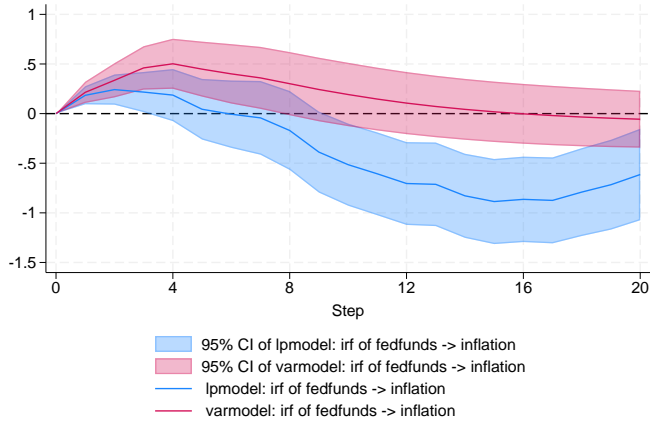 1
.5
0
-.5
-1
-1.5
0
4
8
12
16
20
Step
95% CI of lpmodel: irf of fedfunds -> inflation
95% CI of varmodel: irf of fedfunds -> inflation
lpmodel: irf of fedfunds -> inflation
varmodel: irf of fedfunds -> inflation